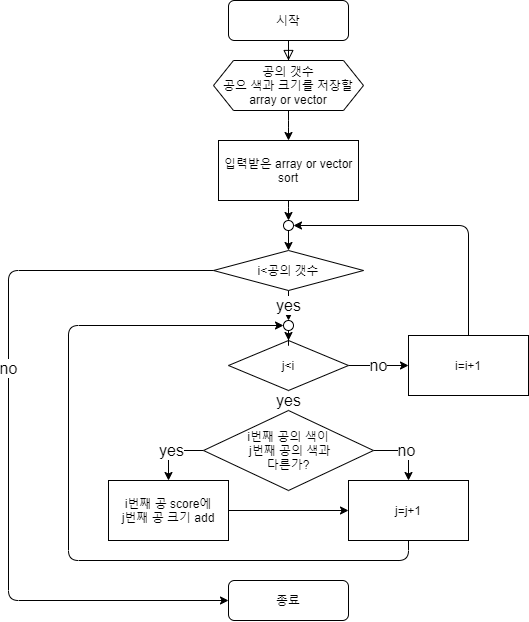 시작
공의 갯수
공으 색과 크기를 저장할
array or vector
입력받은 array or vector
sort
i<공의 갯수
yes
j<i
no
i=i+1
no
yes
i번째 공의 색이
j번째 공의 색과
다른가?
yes
no
i번째 공 score에
j번째 공 크기 add
j=j+1
종료